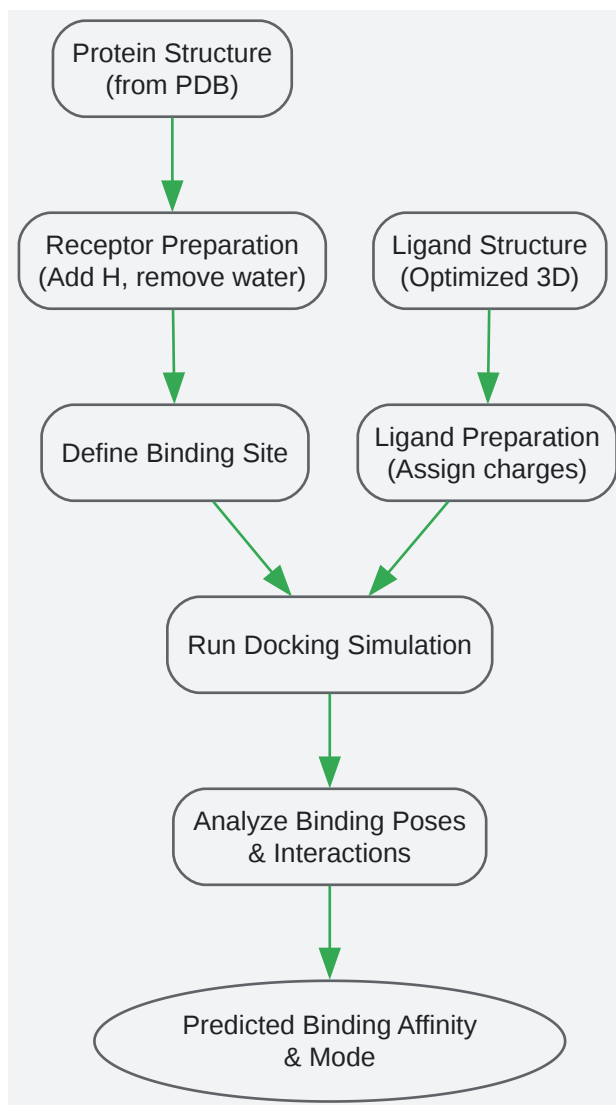 Protein Structure
(from PDB)
Receptor Preparation
(Add H, remove water)
Ligand Structure
(Optimized 3D)
Define Binding Site
Ligand Preparation
(Assign charges)
Run Docking Simulation
Analyze Binding Poses
& Interactions
Predicted Binding Affinity
& Mode